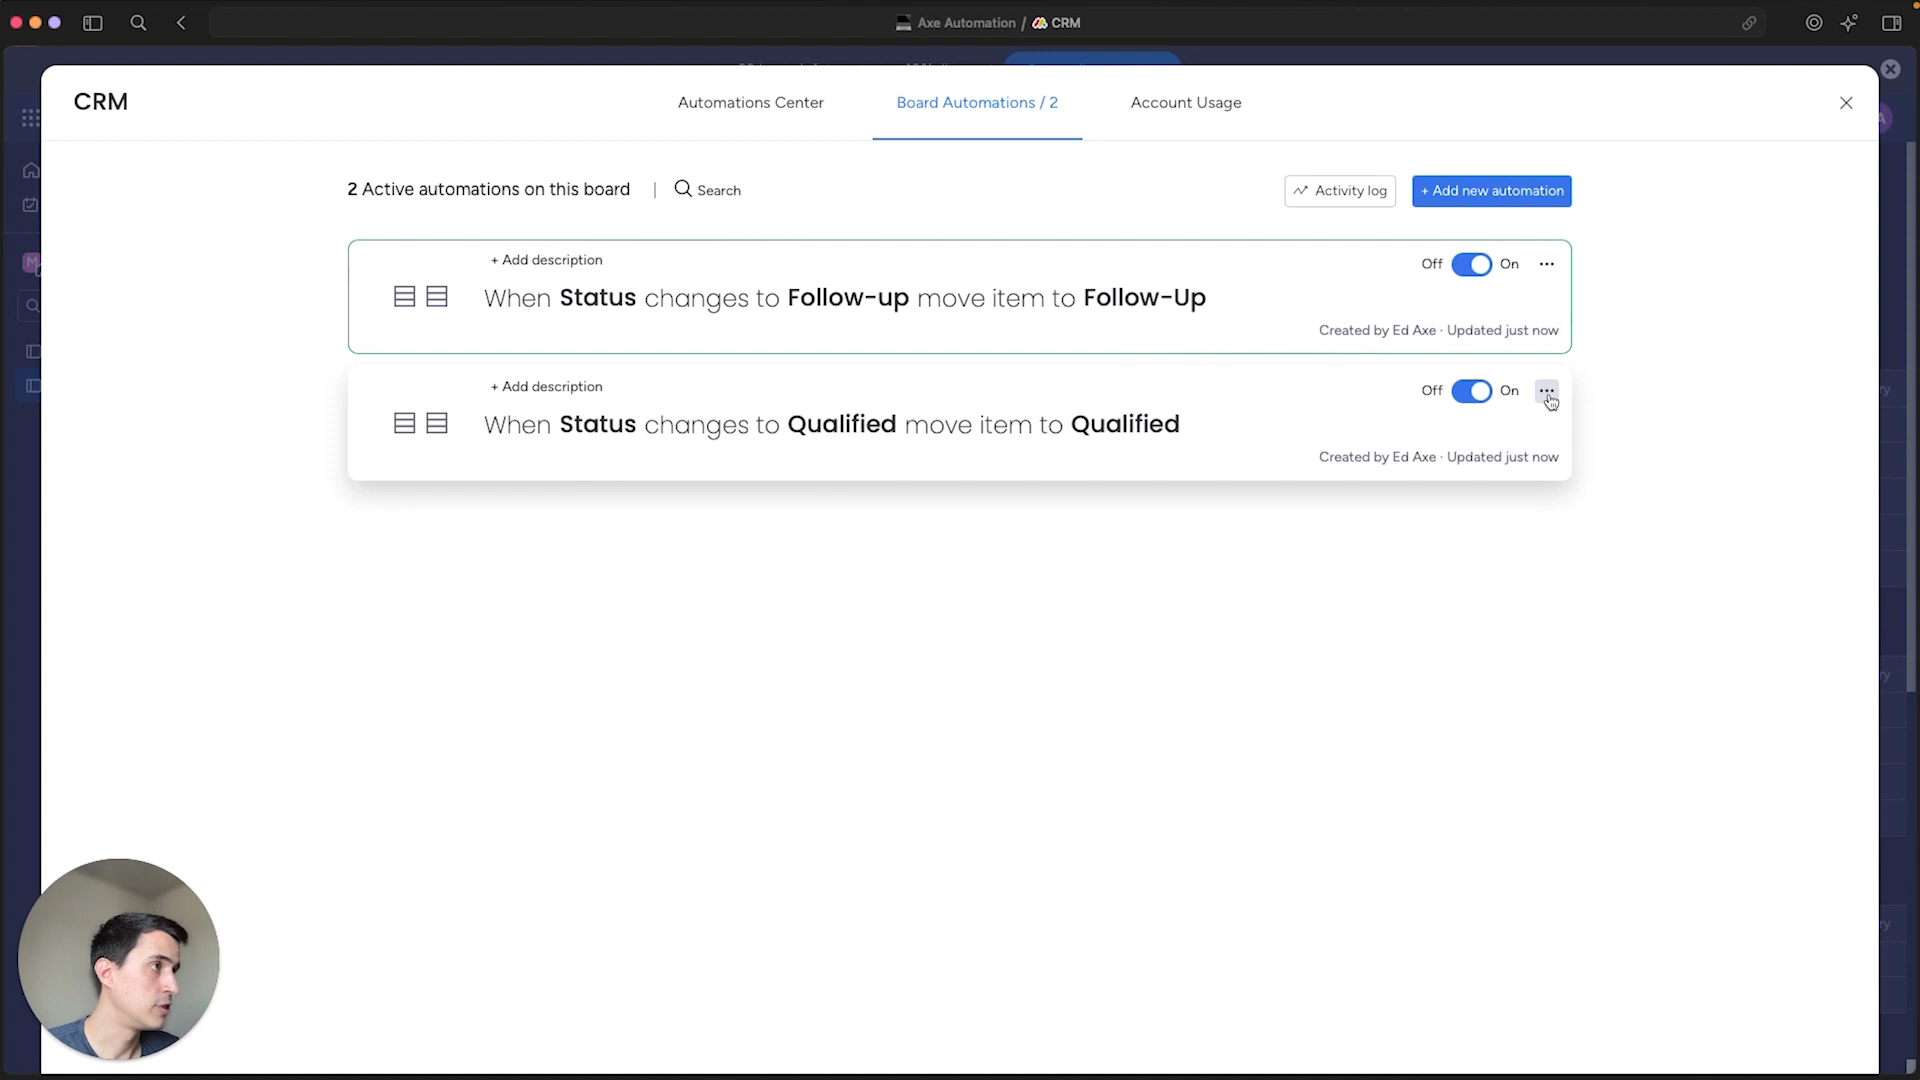 Axe Automation / CRM
CRM
Automations Center
Board Automations / 2
Account Usage
2 Active automations on this board | Search
Activity log
+ Add new automation
+ Add description
Off On
When Status changes to Follow-up move item to Follow-Up
Created by Ed Axe · Updated just now
+ Add description
Off On
When Status changes to Qualified move item to Qualified
Created by Ed Axe · Updated just now